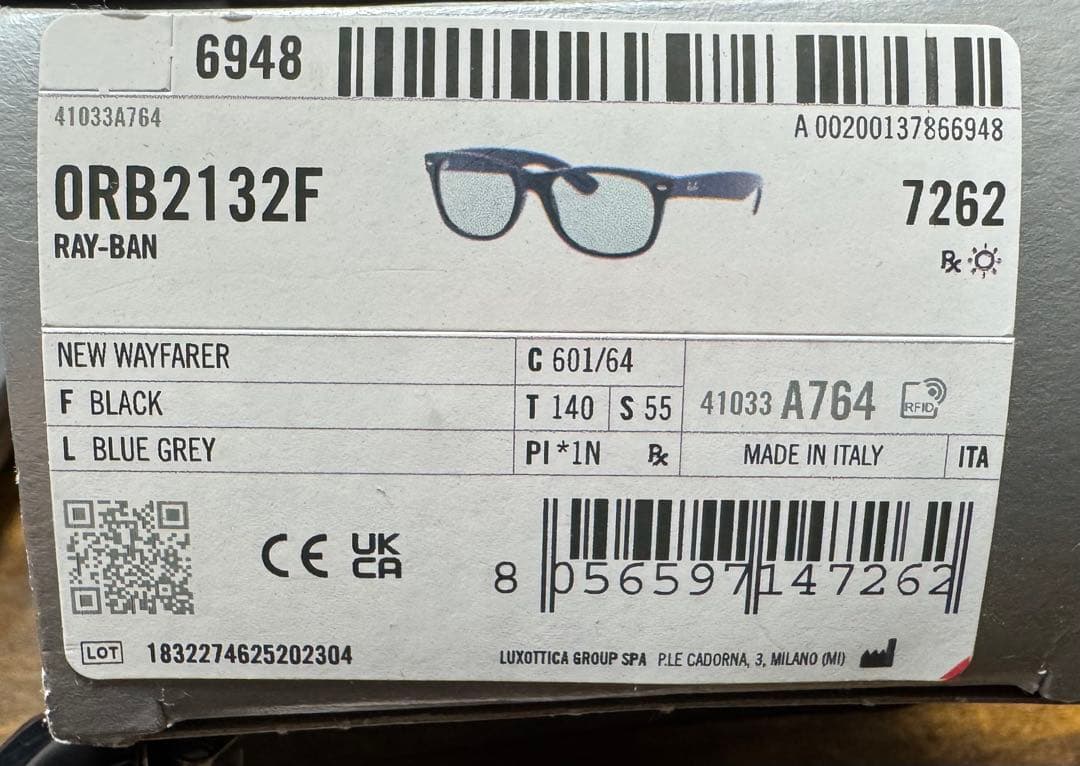 6948
41033A764
A 00200137866948
0RB2132F
7262
RAY-BAN
Rx
NEW WAYFARER
C 601/64
F BLACK
T 140 S 55
41033 A764 RFID
L BLUE GREY
PI *1N Rx
MADE IN ITALY ITA
CE UK CA
8 056597 147262
LOT 1832274625202304
LUXOTTICA GROUP SPA P.LE CADORNA, 3, MILANO (MI)